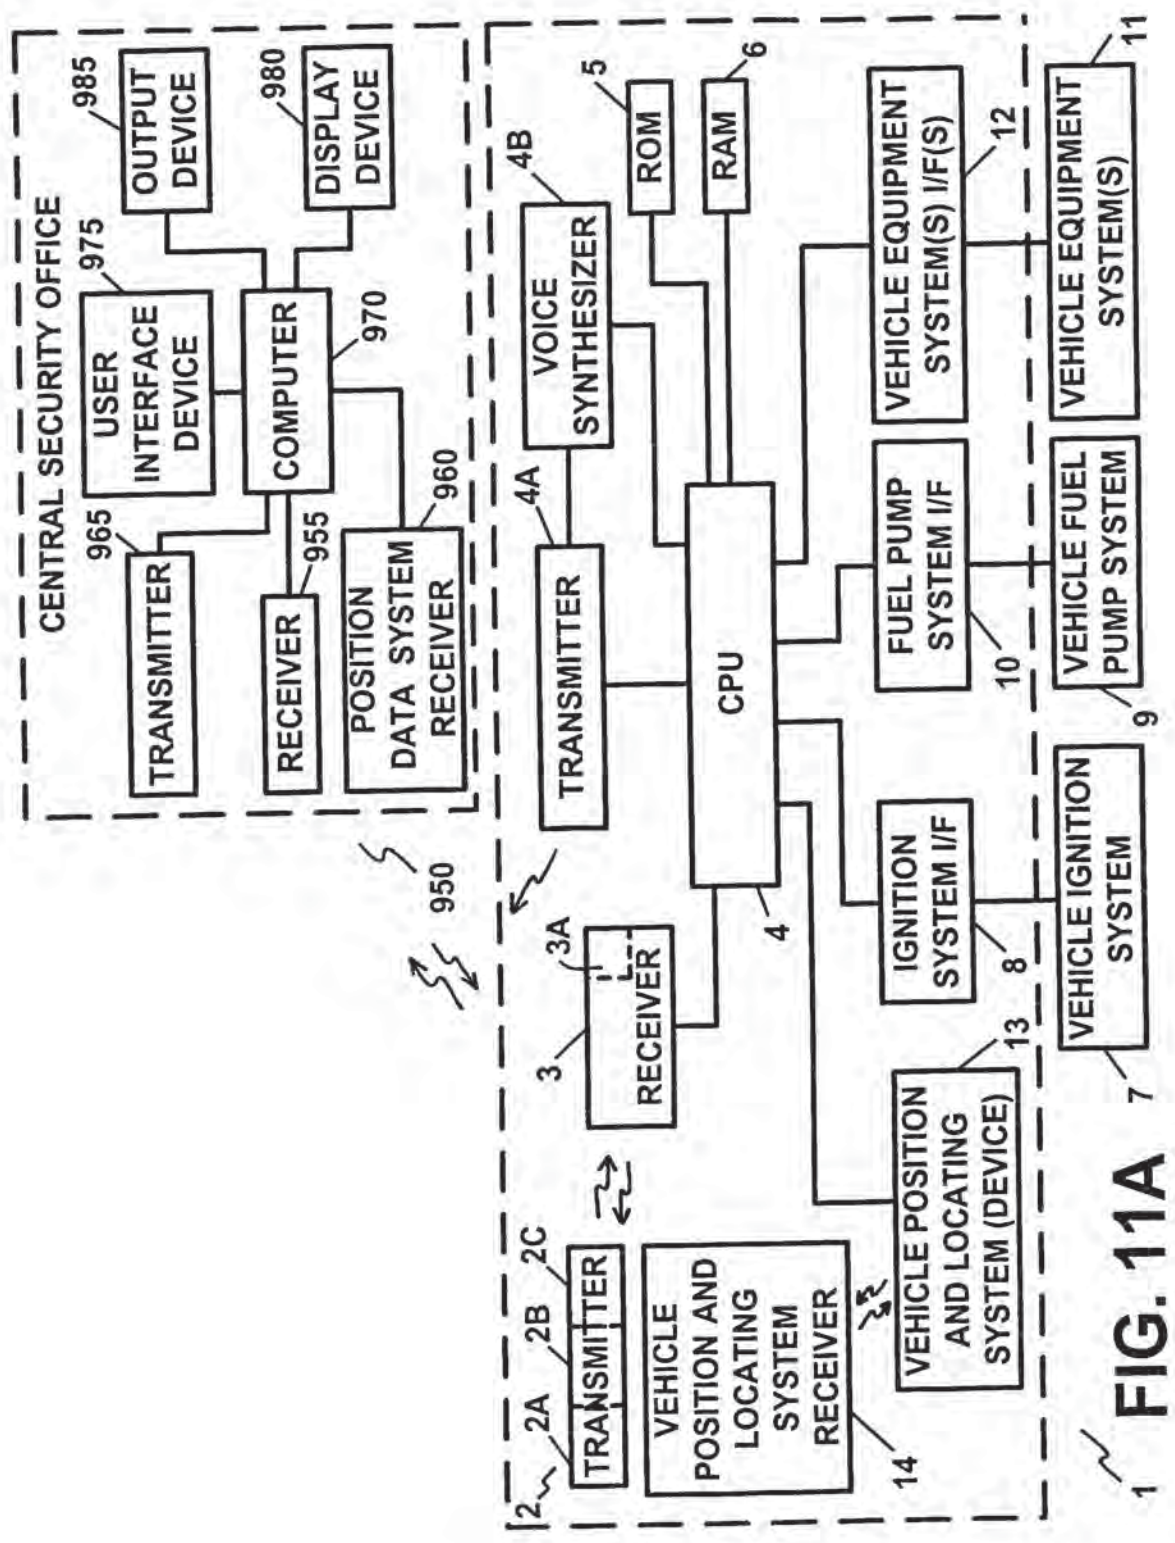 CENTRAL SECURITY OFFICE
965
TRANSMITTER
975
USER
INTERFACE
DEVICE
985
OUTPUT
DEVICE
955
RECEIVER
COMPUTER
970
980
DISPLAY
DEVICE
960
POSITION
DATA SYSTEM
RECEIVER
950
2
2A
2B
2C
TRANSMITTER
3
3A
RECEIVER
4A
TRANSMITTER
4B
VOICE
SYNTHESIZER
5
ROM
6
RAM
VEHICLE
POSITION AND
LOCATING
SYSTEM
RECEIVER
14
CPU
4
VEHICLE POSITION
AND LOCATING
SYSTEM (DEVICE)
13
IGNITION
SYSTEM I/F
8
FUEL PUMP
SYSTEM I/F
10
VEHICLE EQUIPMENT
SYSTEM(S) I/F(S)
12
VEHICLE IGNITION
SYSTEM
7
VEHICLE FUEL
PUMP SYSTEM
9
VEHICLE EQUIPMENT
SYSTEM(S)
11
1
FIG. 11A